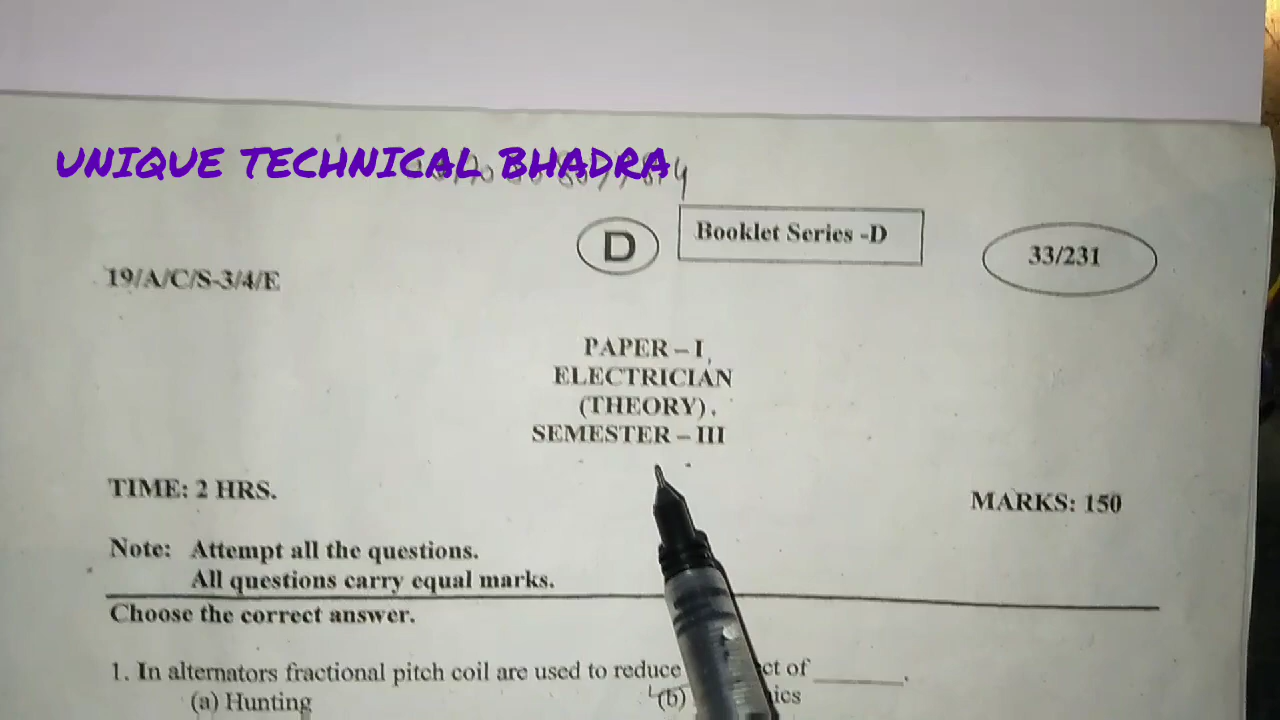 UNIQUE TECHNICAL BHADRA
D
Booklet Series -D
33/231
19/A/C/S-3/4/E
PAPER – I
ELECTRICIAN
(THEORY).
SEMESTER – III
TIME: 2 HRS.
MARKS: 150
Note: Attempt all the questions.
All questions carry equal marks.
Choose the correct answer.
1. In alternators fractional pitch coil are used to reduce of ________.
(a) Hunting (b)